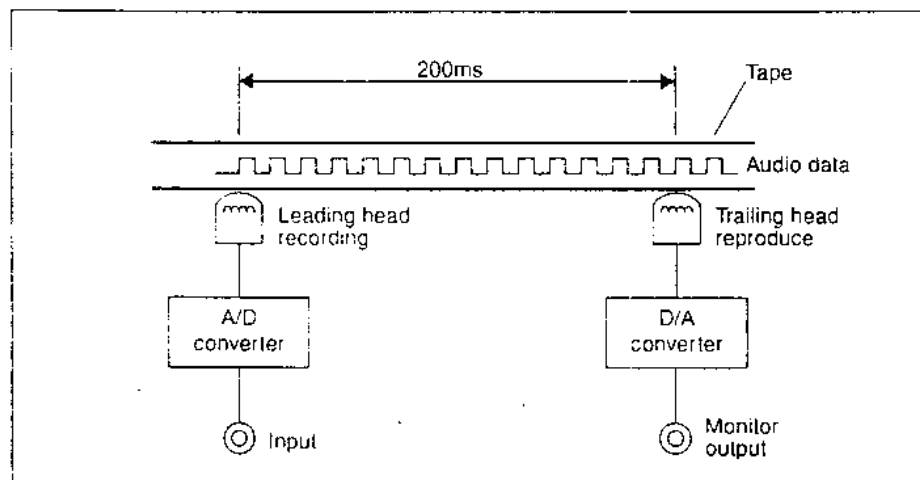 200ms
Tape
Audio data
Leading head
recording
Trailing head
reproduce
A/D
converter
D/A
converter
Input
Monitor
output